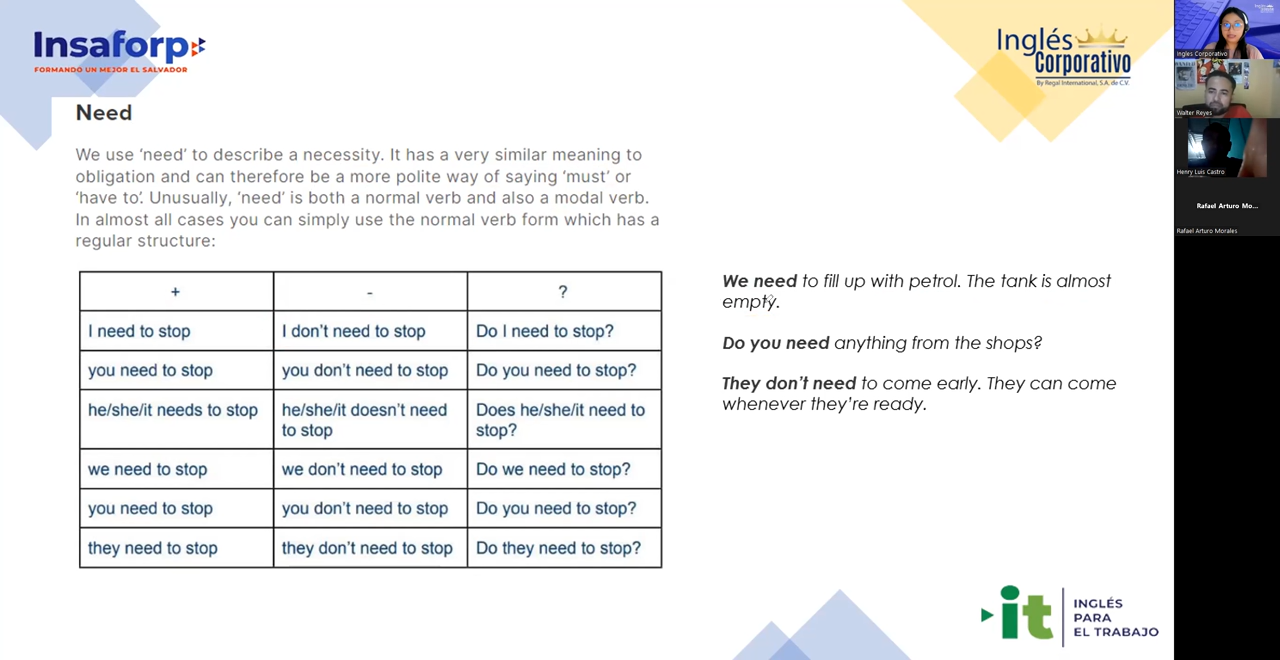 Insaforp
FORMANDO UN MEJOR EL SALVADOR
Inglés
Corporativo
By Regal International, S.A. de C.V.
Need
We use ‘need’ to describe a necessity. It has a very similar meaning to
obligation and can therefore be a more polite way of saying ‘must’ or
‘have to’. Unusually, ‘need’ is both a normal verb and also a modal verb.
In almost all cases you can simply use the normal verb form which has a
regular structure:
+ - ?
I need to stop I don’t need to stop Do I need to stop?
you need to stop you don’t need to stop Do you need to stop?
he/she/it needs to stop he/she/it doesn’t need Does he/she/it need to
to stop stop?
we need to stop we don’t need to stop Do we need to stop?
you need to stop you don’t need to stop Do you need to stop?
they need to stop they don’t need to stop Do they need to stop?
We need to fill up with petrol. The tank is almost
empty.
Do you need anything from the shops?
They don’t need to come early. They can come
whenever they’re ready.
it
INGLÉS
PARA
EL TRABAJO
Ingles Corporativo
Walter Reyes
Henry Luis Castro
Rafael Arturo Mo...
Rafael Arturo Morales